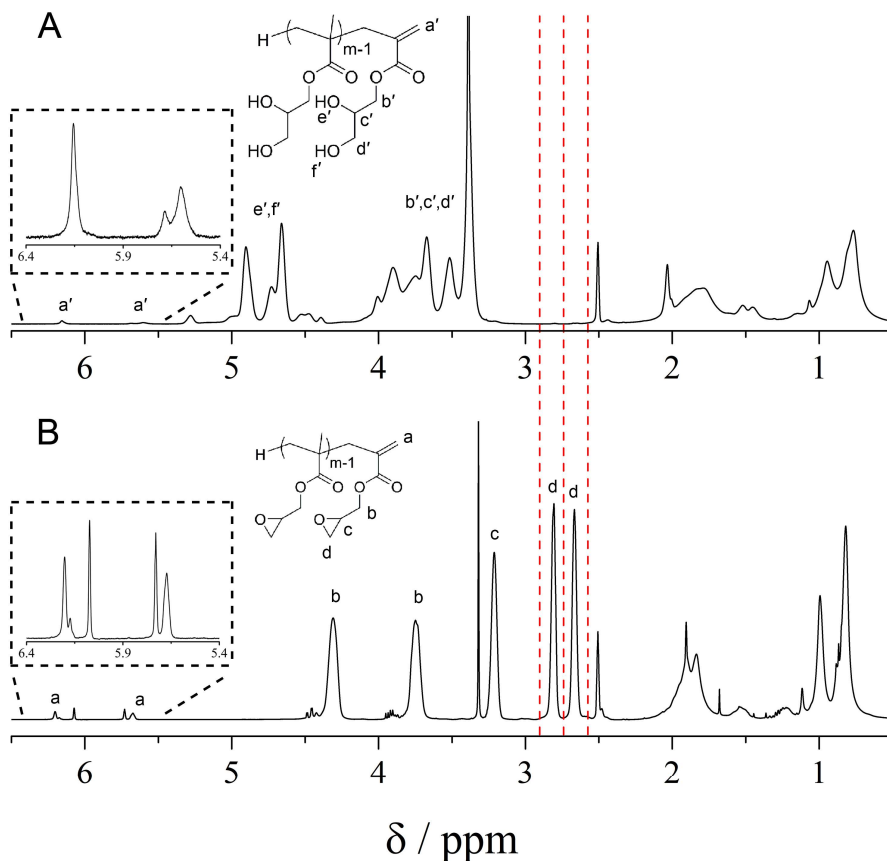 A
H
m-1
a′
O
O
O
O
HO
HO
b′
e′
c′
HO
HO
d′
f′
6.4
5.9
5.4
a′
a′
e′,f′
b′,c′,d′
6
5
4
3
2
1
B
H
m-1
a
O
O
O
O
b
O
O
c
d
6.4
5.9
5.4
a
a
b
b
c
d
d
6
5
4
3
2
1
δ / ppm